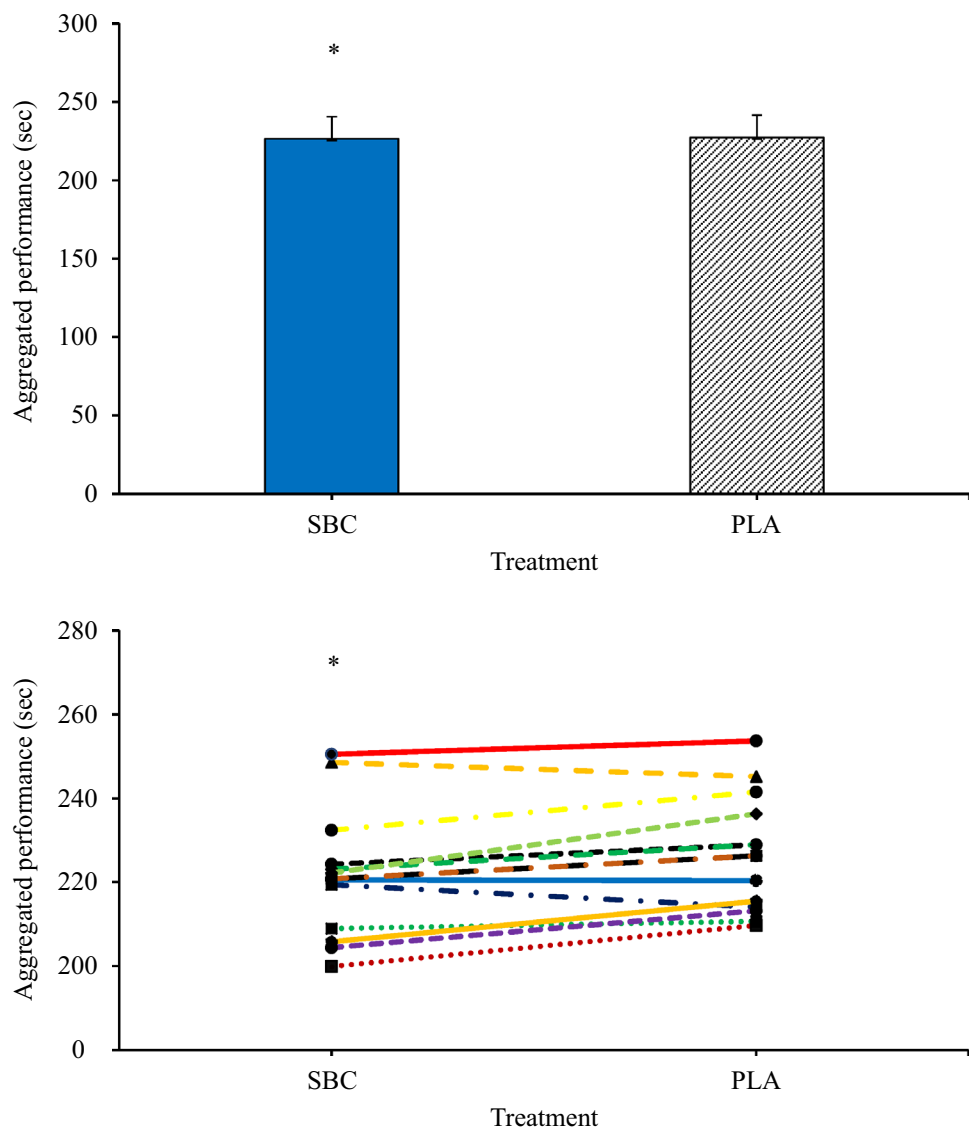 300
*
250
200
150
100
50
0
Aggregated performance (sec)
SBC PLA
Treatment
280
*
260
240
220
200
0
Aggregated performance (sec)
SBC PLA
Treatment